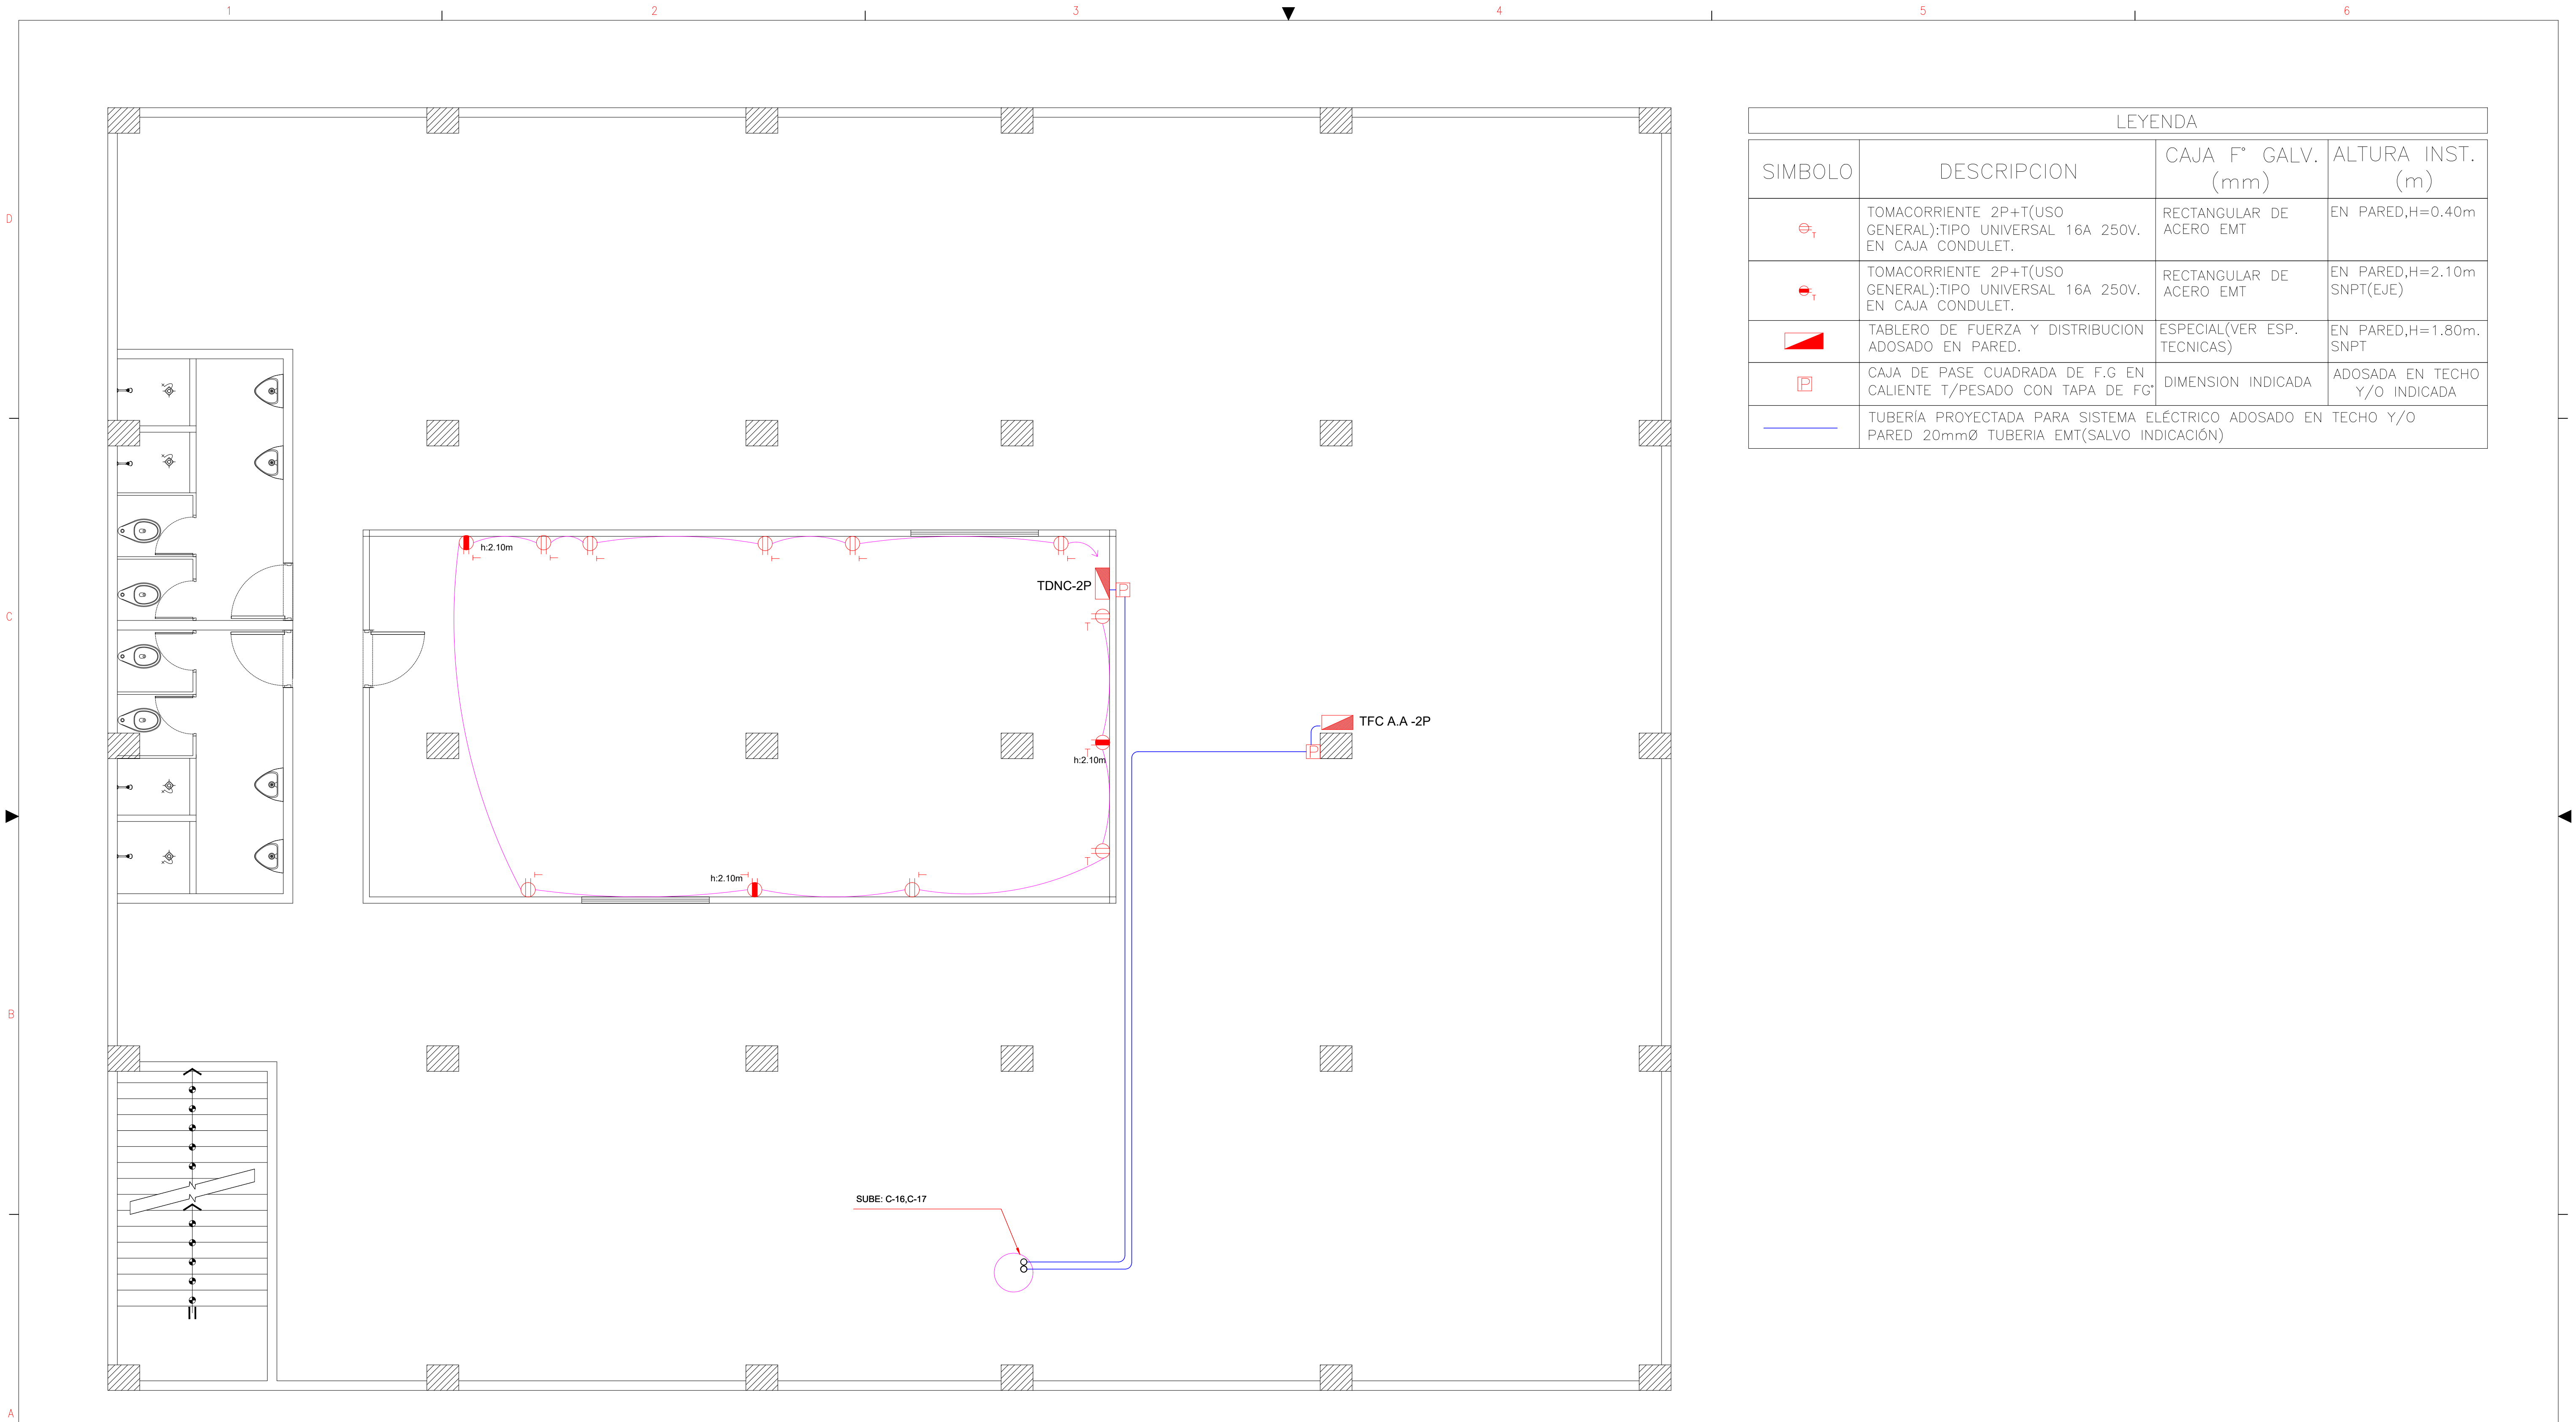 1 2 3 4 5 6
LEYENDA
SIMBOLO DESCRIPCION CAJA F° GALV. (mm) ALTURA INST. (m)
T
TOMACORRIENTE 2P+T(USO
GENERAL):TIPO UNIVERSAL 16A 250V.
EN CAJA CONDULET.
RECTANGULAR DE
ACERO EMT
EN PARED,H=0.40m
T
TOMACORRIENTE 2P+T(USO
GENERAL):TIPO UNIVERSAL 16A 250V.
EN CAJA CONDULET.
RECTANGULAR DE
ACERO EMT
EN PARED,H=2.10m
SNPT(EJE)
TABLERO DE FUERZA Y DISTRIBUCION
ADOSADO EN PARED.
ESPECIAL(VER ESP.
TECNICAS)
EN PARED,H=1.80m.
SNPT
P
CAJA DE PASE CUADRADA DE F.G EN
CALIENTE T/PESADO CON TAPA DE FG°
DIMENSION INDICADA
ADOSADA EN TECHO
Y/O INDICADA
TUBERÍA PROYECTADA PARA SISTEMA ELÉCTRICO ADOSADO EN TECHO Y/O
PARED 20mmØ TUBERIA EMT(SALVO INDICACIÓN)
D
h:2.10m
T T T T T T
TDNC-2P
P
C
T
TFC A.A -2P
P
T
h:2.10m
T
h:2.10m
T T T
B
SUBE: C-16,C-17
A